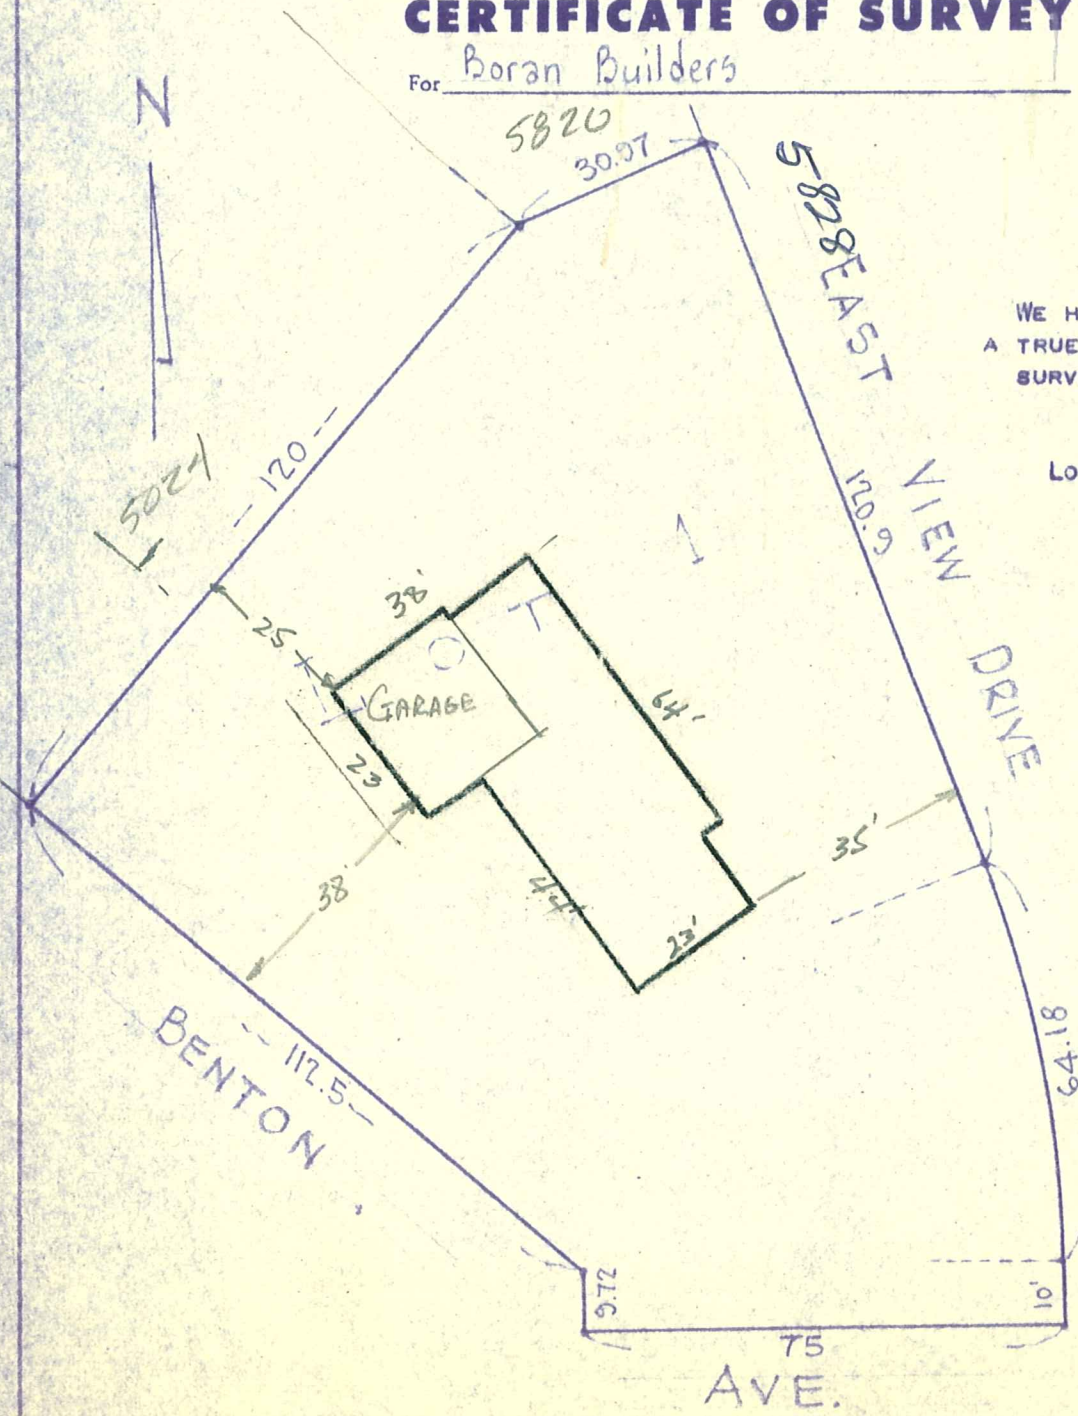 CERTIFICATE OF SURVEY
For Boran Builders
N
5820
30.97
5828 EAST VIEW DRIVE
WE H
A TRUE
SURV
LO
120
5024
120.9
1
38'
25
GARAGE
64'
23
35'
38
44
23'
64.18
BENTON AVE.
112.5
9.72
10'
75